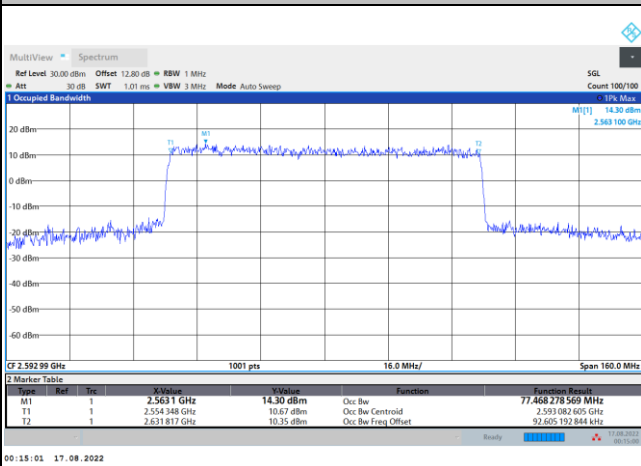 MultiView Spectrum
Ref Level 30.00 dBm Offset 12.80 dB RBW 1 MHz SGL
Att 30 dB SWT 1.01 ms VBW 3 MHz Mode Auto Sweep Count 100/100
1 Occupied Bandwidth 1Pk Max
M1[1] 14.30 dBm
2.563 100 GHz
20 dBm
M1
T1 T2
10 dBm
0 dBm
-10 dBm
-20 dBm
-30 dBm
-40 dBm
-50 dBm
-60 dBm
CF 2.592 99 GHz 1001 pts 16.0 MHz/ Span 160.0 MHz
2 Marker Table
Type Ref Trc X-Value Y-Value Function Function Result
M1 1 2.563 1 GHz 14.30 dBm Occ Bw 77.468 278 569 MHz
T1 1 2.554 348 GHz 10.67 dBm Occ Bw Centroid 2.593 082 605 GHz
T2 1 2.631 817 GHz 10.35 dBm Occ Bw Freq Offset 92.605 192 844 kHz
Ready 17.08.2022
00:15:00
00:15:01 17.08.2022